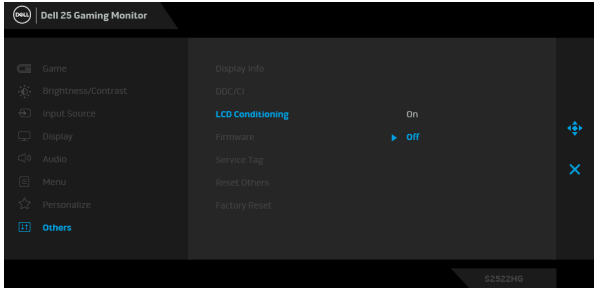 DELL
Dell 25 Gaming Monitor
Game
Brightness/Contrast
Input Source
Display
Audio
Menu
Personalize
Others
Display Info
DDC/CI
LCD Conditioning
On
Firmware
Off
Service Tag
Reset Others
Factory Reset
S2522HG